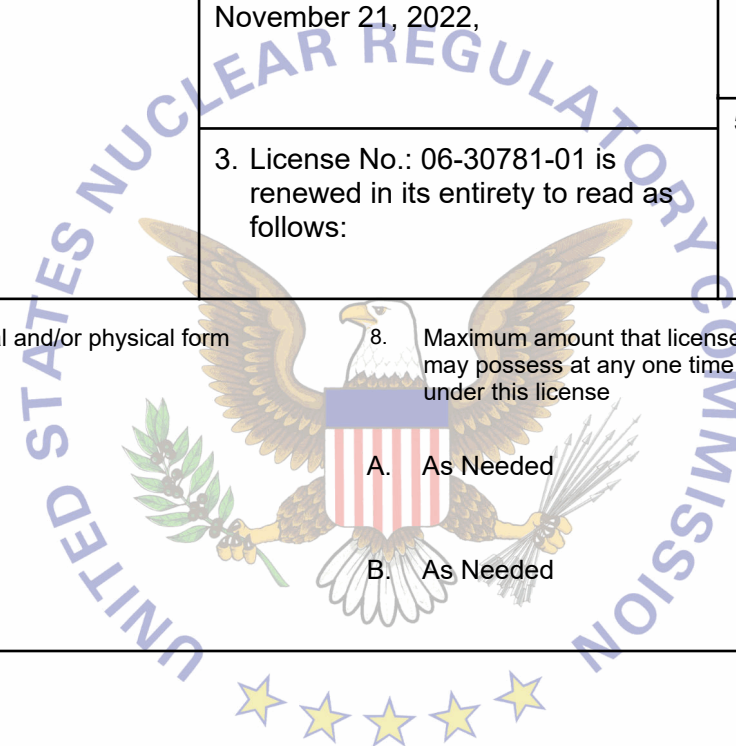 November 21, 2022,
3. License No.: 06-30781-01 is
renewed in its entirety to read as
follows:
and/or physical form
8. Maximum amount that license
may possess at any one time
under this license
A. As Needed
B. As Needed
UNITED STATES NUCLEAR REGULATORY COMMISSION